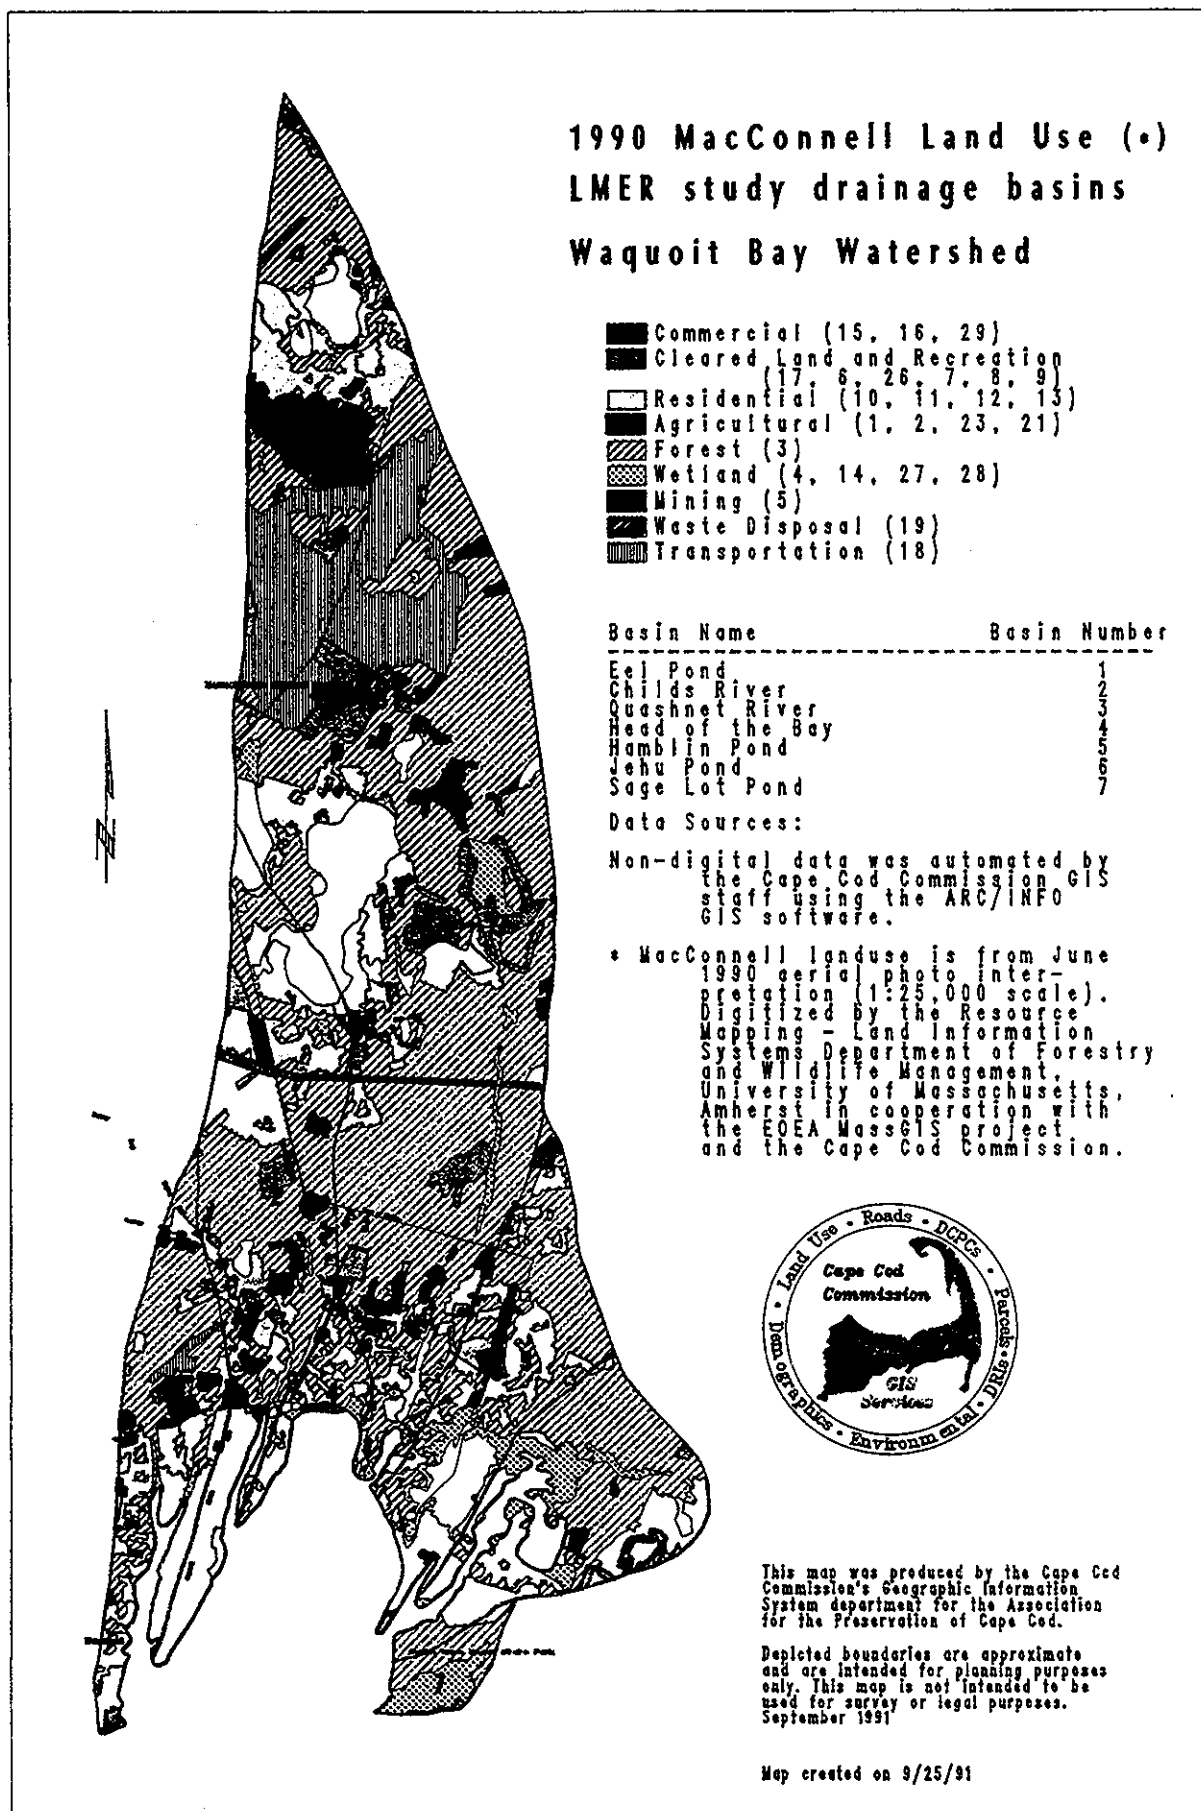 1990 MacConnell Land Use (*)
LMER study drainage basins
Waquoit Bay Watershed
Commercial (15, 16, 29)
Cleared Land and Recreation
(17, 6, 26, 7, 8, 9)
Residential (10, 11, 12, 13)
Agricultural (1, 2, 23, 21)
Forest (3)
Wetland (4, 14, 27, 28)
Mining (5)
Waste Disposal (19)
Transportation (18)
Basin Name Basin Number
Eel Pond 1
Childs River 2
Quashnet River 3
Head of the Bay 4
Hamblin Pond 5
Jehu Pond 6
Sage Lot Pond 7
Data Sources:
Non-digital data was automated by
the Cape Cod Commission GIS
staff using the ARC/INFO
GIS software.
* MacConnell landuse is from June
1990 aerial photo inter-
pretation (1:25,000 scale).
Digitized by the Resource
Mapping - Land Information
Systems Department of Forestry
and Wildlife Management,
University of Massachusetts,
Amherst in cooperation with
the EOEA MassGIS project
and the Cape Cod Commission.
Land Use • Roads • DCPCs • Parcels • DRIs • Environmental • Demographics •
Cape Cod
Commission
GIS
Services
7
This map was produced by the Cape Cod
Commission's Geographic Information
System department for the Association
for the Preservation of Cape Cod.
Depicted boundaries are approximate
and are intended for planning purposes
only. This map is not intended to be
used for survey or legal purposes.
September 1991
Map created on 9/25/91